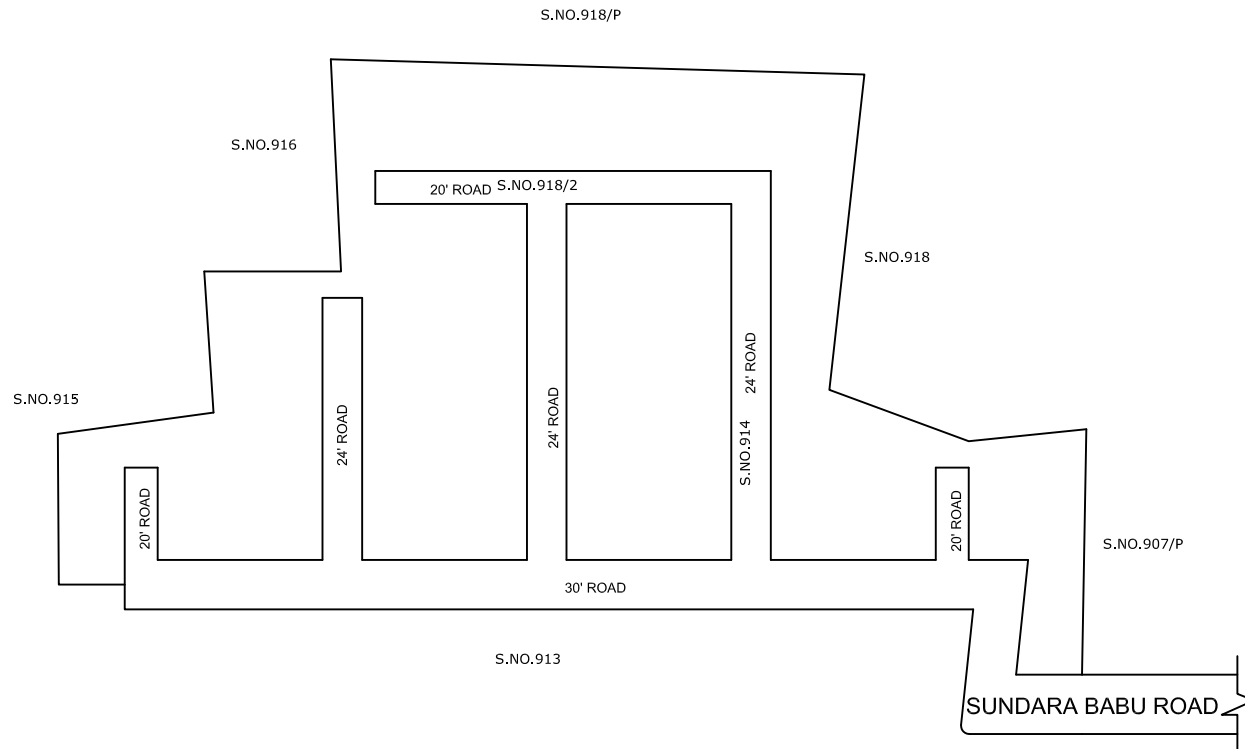 S.NO.918/P
S.NO.916
20' ROAD
S.NO.918/2
S.NO.918
24' ROAD
S.NO.915
24' ROAD
24' ROAD
S.NO.914
20' ROAD
20' ROAD
S.NO.907/P
30' ROAD
S.NO.913
SUNDARA BABU ROAD